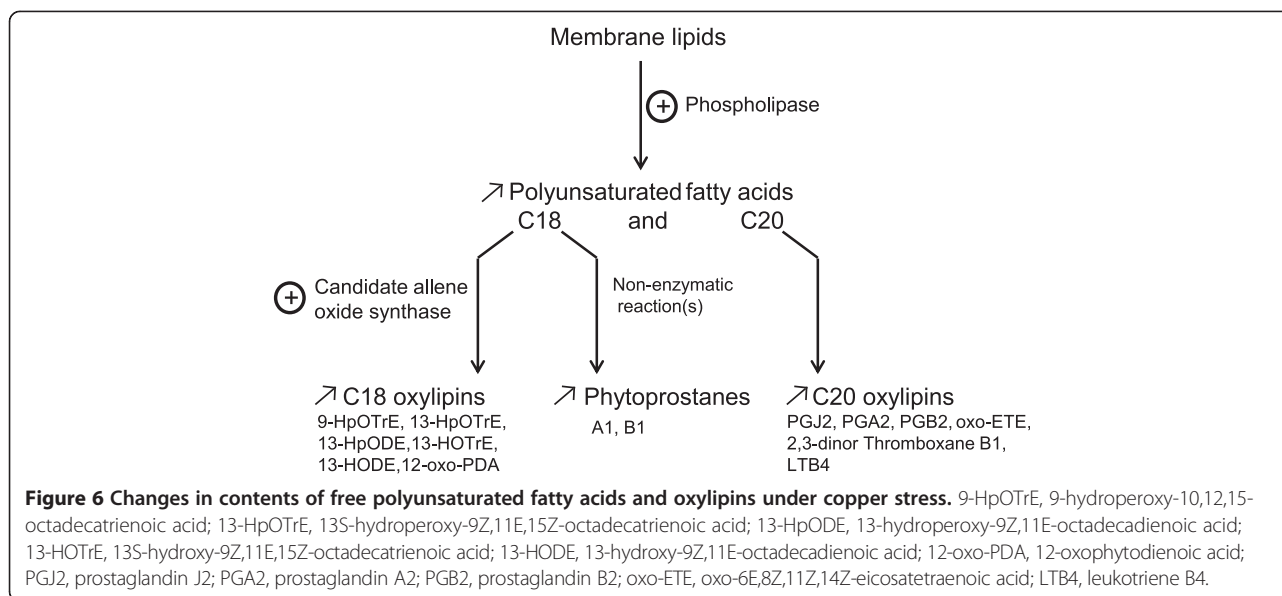 Membrane lipids
+ Phospholipase
↗ Polyunsaturated fatty acids
C18 and C20
+ Candidate allene
oxide synthase
Non-enzymatic
reaction(s)
↗ C18 oxylipins
9-HpOTrE, 13-HpOTrE,
13-HpODE,13-HOTrE,
13-HODE,12-oxo-PDA
↗ Phytoprostanes
A1, B1
↗ C20 oxylipins
PGJ2, PGA2, PGB2, oxo-ETE,
2,3-dinor Thromboxane B1,
LTB4
Figure 6 Changes in contents of free polyunsaturated fatty acids and oxylipins under copper stress. 9-HpOTrE, 9-hydroperoxy-10,12,15-
octadecatrienoic acid; 13-HpOTrE, 13S-hydroperoxy-9Z,11E,15Z-octadecatrienoic acid; 13-HpODE, 13-hydroperoxy-9Z,11E-octadecadienoic acid;
13-HOTrE, 13S-hydroxy-9Z,11E,15Z-octadecatrienoic acid; 13-HODE, 13-hydroxy-9Z,11E-octadecadienoic acid; 12-oxo-PDA, 12-oxophytodienoic acid;
PGJ2, prostaglandin J2; PGA2, prostaglandin A2; PGB2, prostaglandin B2; oxo-ETE, oxo-6E,8Z,11Z,14Z-eicosatetraenoic acid; LTB4, leukotriene B4.